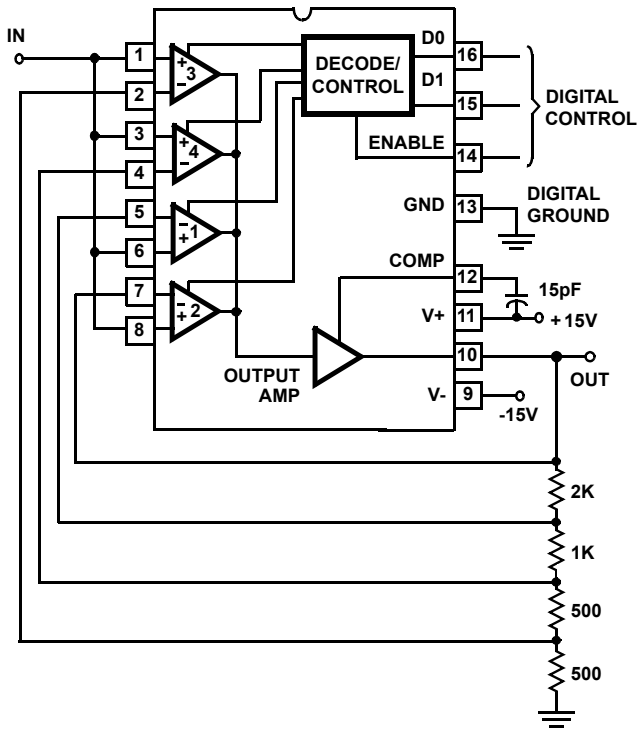 IN
1
2
3
4
5
6
7
8
+
3
−
+
4
−
−
1
+
−
2
+
DECODE/
CONTROL
D0
D1
ENABLE
GND
COMP
V+
V-
OUTPUT
AMP
16
15
14
13
12
11
10
9
DIGITAL
CONTROL
DIGITAL
GROUND
15pF
+15V
OUT
-15V
2K
1K
500
500